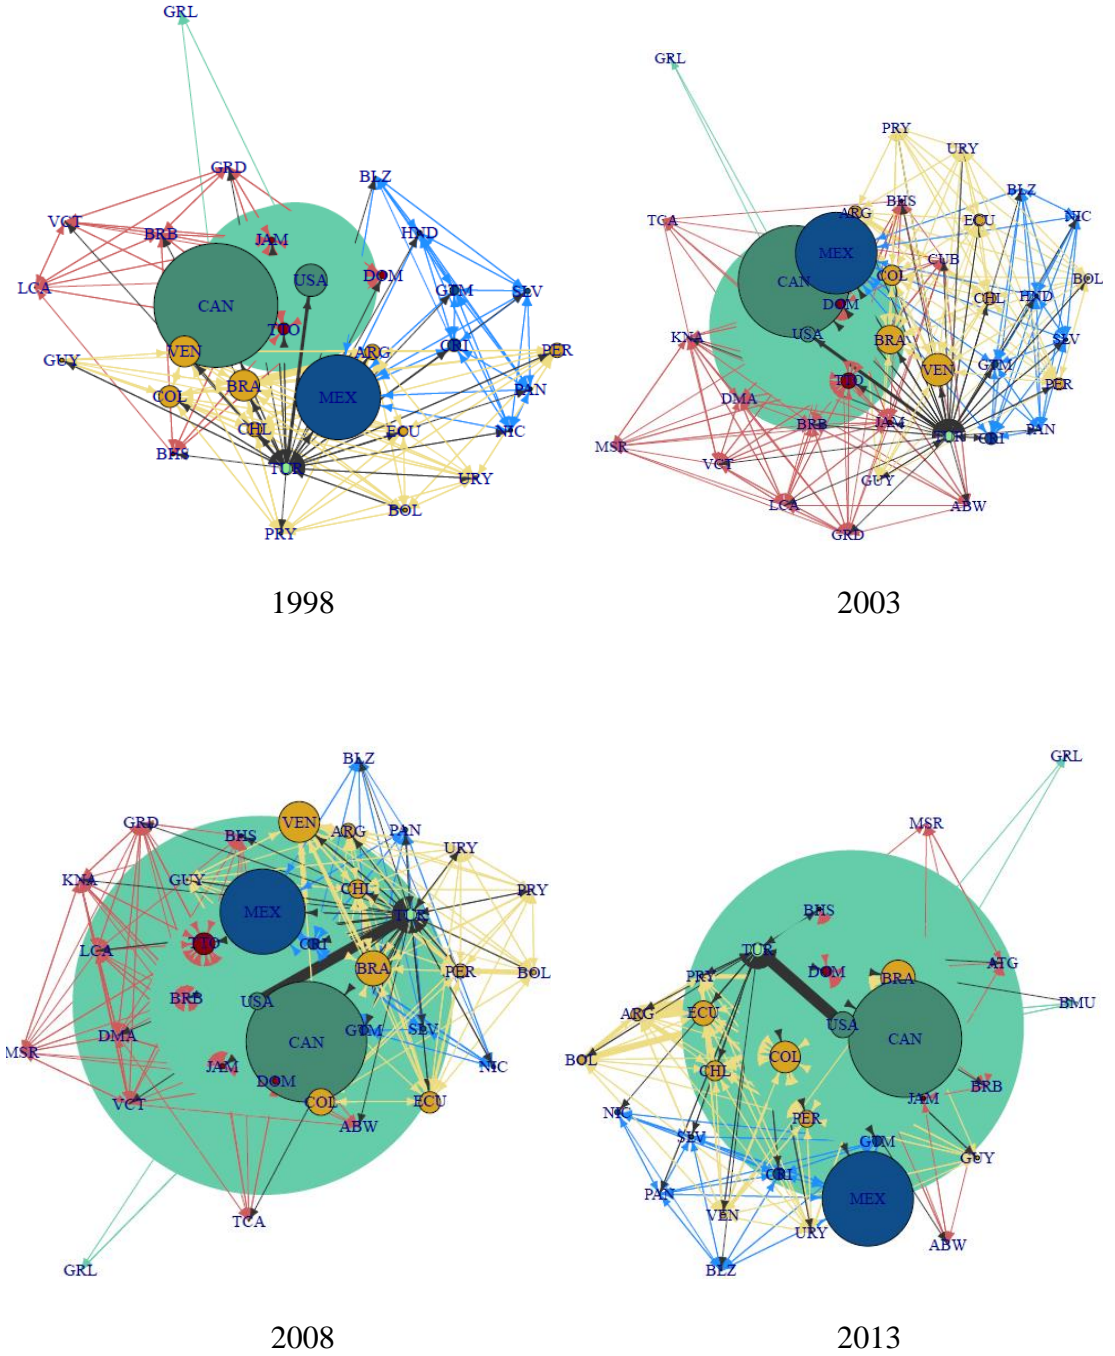 GRL
GRD
BLZ
VCT
BRB
JAM
HND
USA
DOM
LCA
GTM
SLV
CAN
TTO
CRI
GUY
VEN
ARG
PER
COL
BRA
MEX
PAN
CHL
ECU
NIC
BHS
TUR
URY
BOL
PRY
1998
GRL
PRY
URY
BLZ
TCA
BHS
ARG
ECU
NIC
MEX
CUB
COL
CAN
BOL
DOM
CHL
HND
KNA
USA
BRA
SLV
GTM
VEN
TTO
PER
DMA
MSR
BRB
JAM
TUR
CRI
PAN
VCT
GUY
LCA
ABW
GRD
2003
BLZ
GRD
VEN
BHS
ARG
PAN
URY
KNA
GUY
CHL
PRY
MEX
TUR
LCA
TTO
CRI
BRA
PER
BOL
BRB
USA
DMA
CAN
GTM
SLV
MSR
JAM
NIC
DOM
VCT
COL
ECU
ABW
TCA
GRL
2008
GRL
MSR
BHS
TUR
DOM
ATG
PRY
BRA
BMU
ARG
ECU
USA
CAN
BOL
COL
CHL
BRB
NIC
JAM
PER
SLV
GTM
GUY
CRI
PAN
MEX
VEN
URY
ABW
BLZ
2013